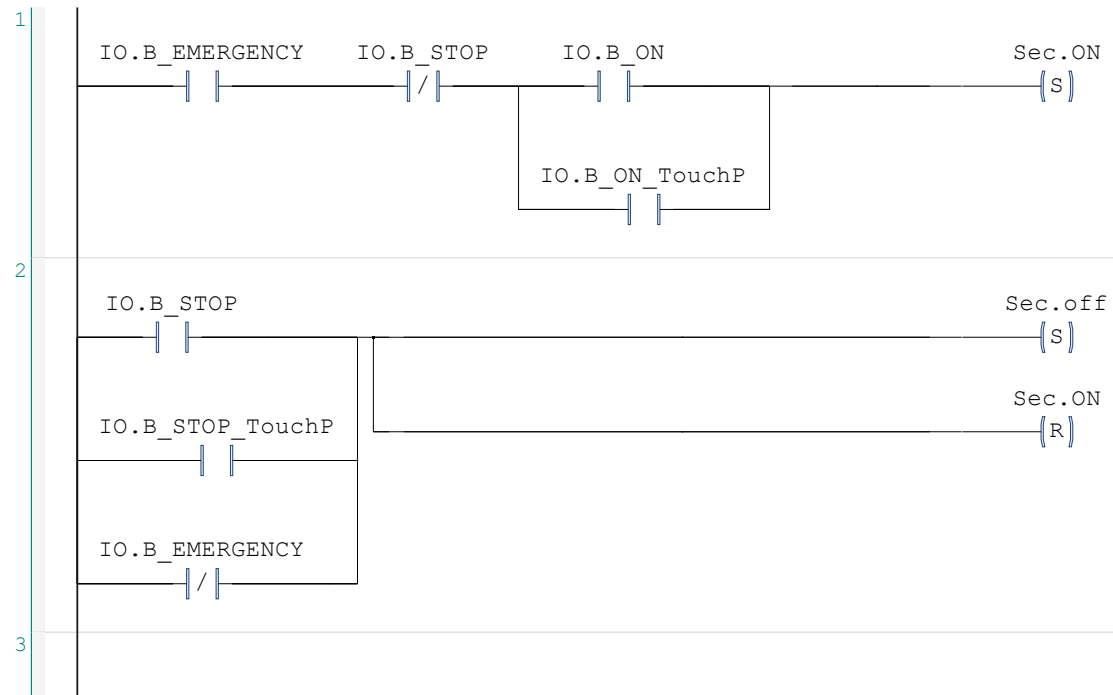 1
IO.B_EMERGENCY IO.B_STOP IO.B_ON Sec.ON
/ S
IO.B_ON_TouchP
2
IO.B_STOP Sec.off
S
Sec.ON
IO.B_STOP_TouchP R
IO.B_EMERGENCY
/
3